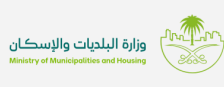 وزارة البلديات والإسكان
Ministry of Municipalities and Housing